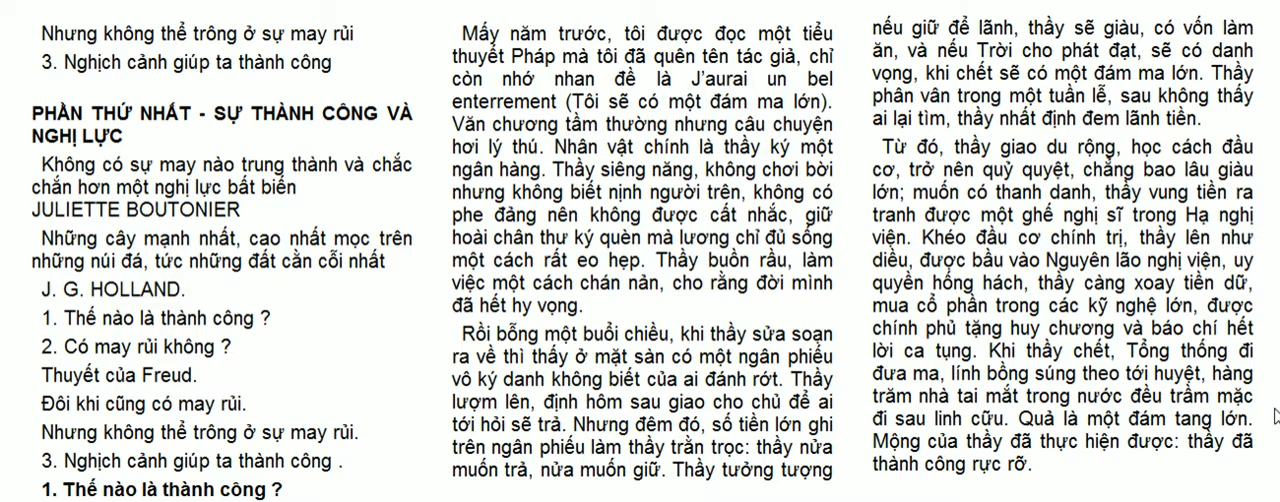 Nhưng không thể trông ở sự may rủi
3. Nghịch cảnh giúp ta thành công
PHẦN THỨ NHẤT - SỰ THÀNH CÔNG VÀ
NGHỊ LỰC
Không có sự may nào trung thành và chắc
chắn hơn một nghị lực bất biến
JULIETTE BOUTONIER
Những cây mạnh nhất, cao nhất mọc trên
những núi đá, tức những đất cằn cỗi nhất
J. G. HOLLAND.
1. Thế nào là thành công ?
2. Có may rủi không ?
Thuyết của Freud.
Đôi khi cũng có may rủi.
Nhưng không thể trông ở sự may rủi.
3. Nghịch cảnh giúp ta thành công .
1. Thế nào là thành công ?
Mấy năm trước, tôi được đọc một tiểu
thuyết Pháp mà tôi đã quên tên tác giả, chỉ
còn nhớ nhan đề là J'aurai un bel
enterrement (Tôi sẽ có một đám ma lớn).
Văn chương tầm thường nhưng câu chuyện
hơi lý thú. Nhân vật chính là thầy ký một
ngân hàng. Thầy siêng năng, không chơi bời
nhưng không biết nịnh người trên, không có
phe đảng nên không được cất nhắc, giữ
hoài chân thư ký quèn mà lương chỉ đủ sống
một cách rất eo hẹp. Thầy buồn rầu, làm
việc một cách chán nản, cho rằng đời mình
đã hết hy vọng.
Rồi bỗng một buổi chiều, khi thầy sửa soạn
ra về thì thấy ở mặt sàn có một ngân phiếu
vô ký danh không biết của ai đánh rớt. Thầy
lượm lên, định hôm sau giao cho chủ để ai
tới hỏi sẽ trả. Nhưng đêm đó, số tiền lớn ghi
trên ngân phiếu làm thầy trằn trọc: thầy nửa
muốn trả, nửa muốn giữ. Thầy tưởng tượng
nếu giữ để lãnh, thầy sẽ giàu, có vốn làm
ăn, và nếu Trời cho phát đạt, sẽ có danh
vọng, khi chết sẽ có một đám ma lớn. Thầy
phân vân trong một tuần lễ, sau không thấy
ai lại tìm, thầy nhất định đem lãnh tiền.
Từ đó, thầy giao du rộng, học cách đầu
cơ, trở nên quỷ quyệt, chẳng bao lâu giàu
lớn; muốn có thanh danh, thầy vung tiền ra
tranh được một ghế nghị sĩ trong Hạ nghị
viện. Khéo đầu cơ chính trị, thầy lên như
diều, được bầu vào Nguyên lão nghị viện, uy
quyền hống hách, thầy càng xoay tiền dữ,
mua cổ phần trong các kỹ nghệ lớn, được
chính phủ tặng huy chương và báo chí hết
lời ca tụng. Khi thầy chết, Tổng thống đi
đưa ma, lính bồng súng theo tới huyệt, hàng
trăm nhà tai mắt trong nước đều trầm mặc
đi sau linh cữu. Quả là một đám tang lớn.
Mộng của thầy đã thực hiện được: thầy đã
thành công rực rỡ.